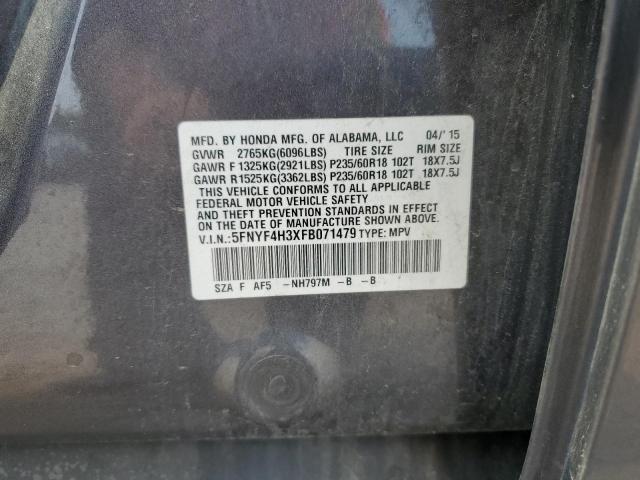 MFD. BY HONDA MFG. OF ALABAMA, LLC 04/'15
GVWR 2765KG(6096LBS) TIRE SIZE RIM SIZE
GAWR F 1325KG(2921LBS) P235/60R18 102T 18X7.5J
GAWR R1525KG(3362LBS) P235/60R18 102T 18X7.5J
THIS VEHICLE CONFORMS TO ALL APPLICABLE
FEDERAL MOTOR VEHICLE SAFETY
AND THEFT PREVENTION STANDARDS IN EFFECT
ON THE DATE OF MANUFACTURE SHOWN ABOVE.
V.I.N.:5FNYF4H3XFB071479 TYPE: MPV
SZA F AF5 -NH797M -B -B